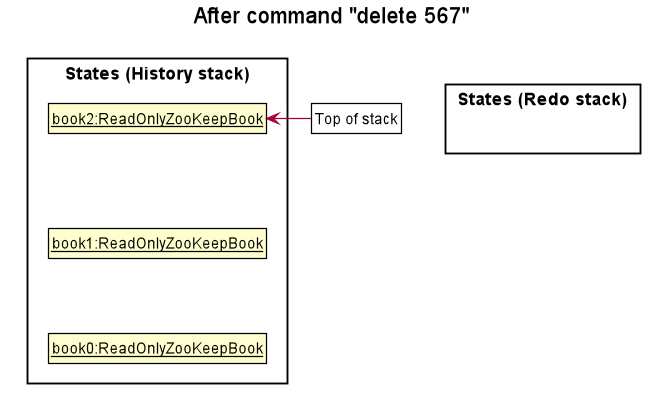 After command "delete 567"
States (History stack)
States (Redo stack)
book2:ReadOnlyZooKeepBook
Top of stack
book1:ReadOnlyZooKeepBook
book0:ReadOnlyZooKeepBook